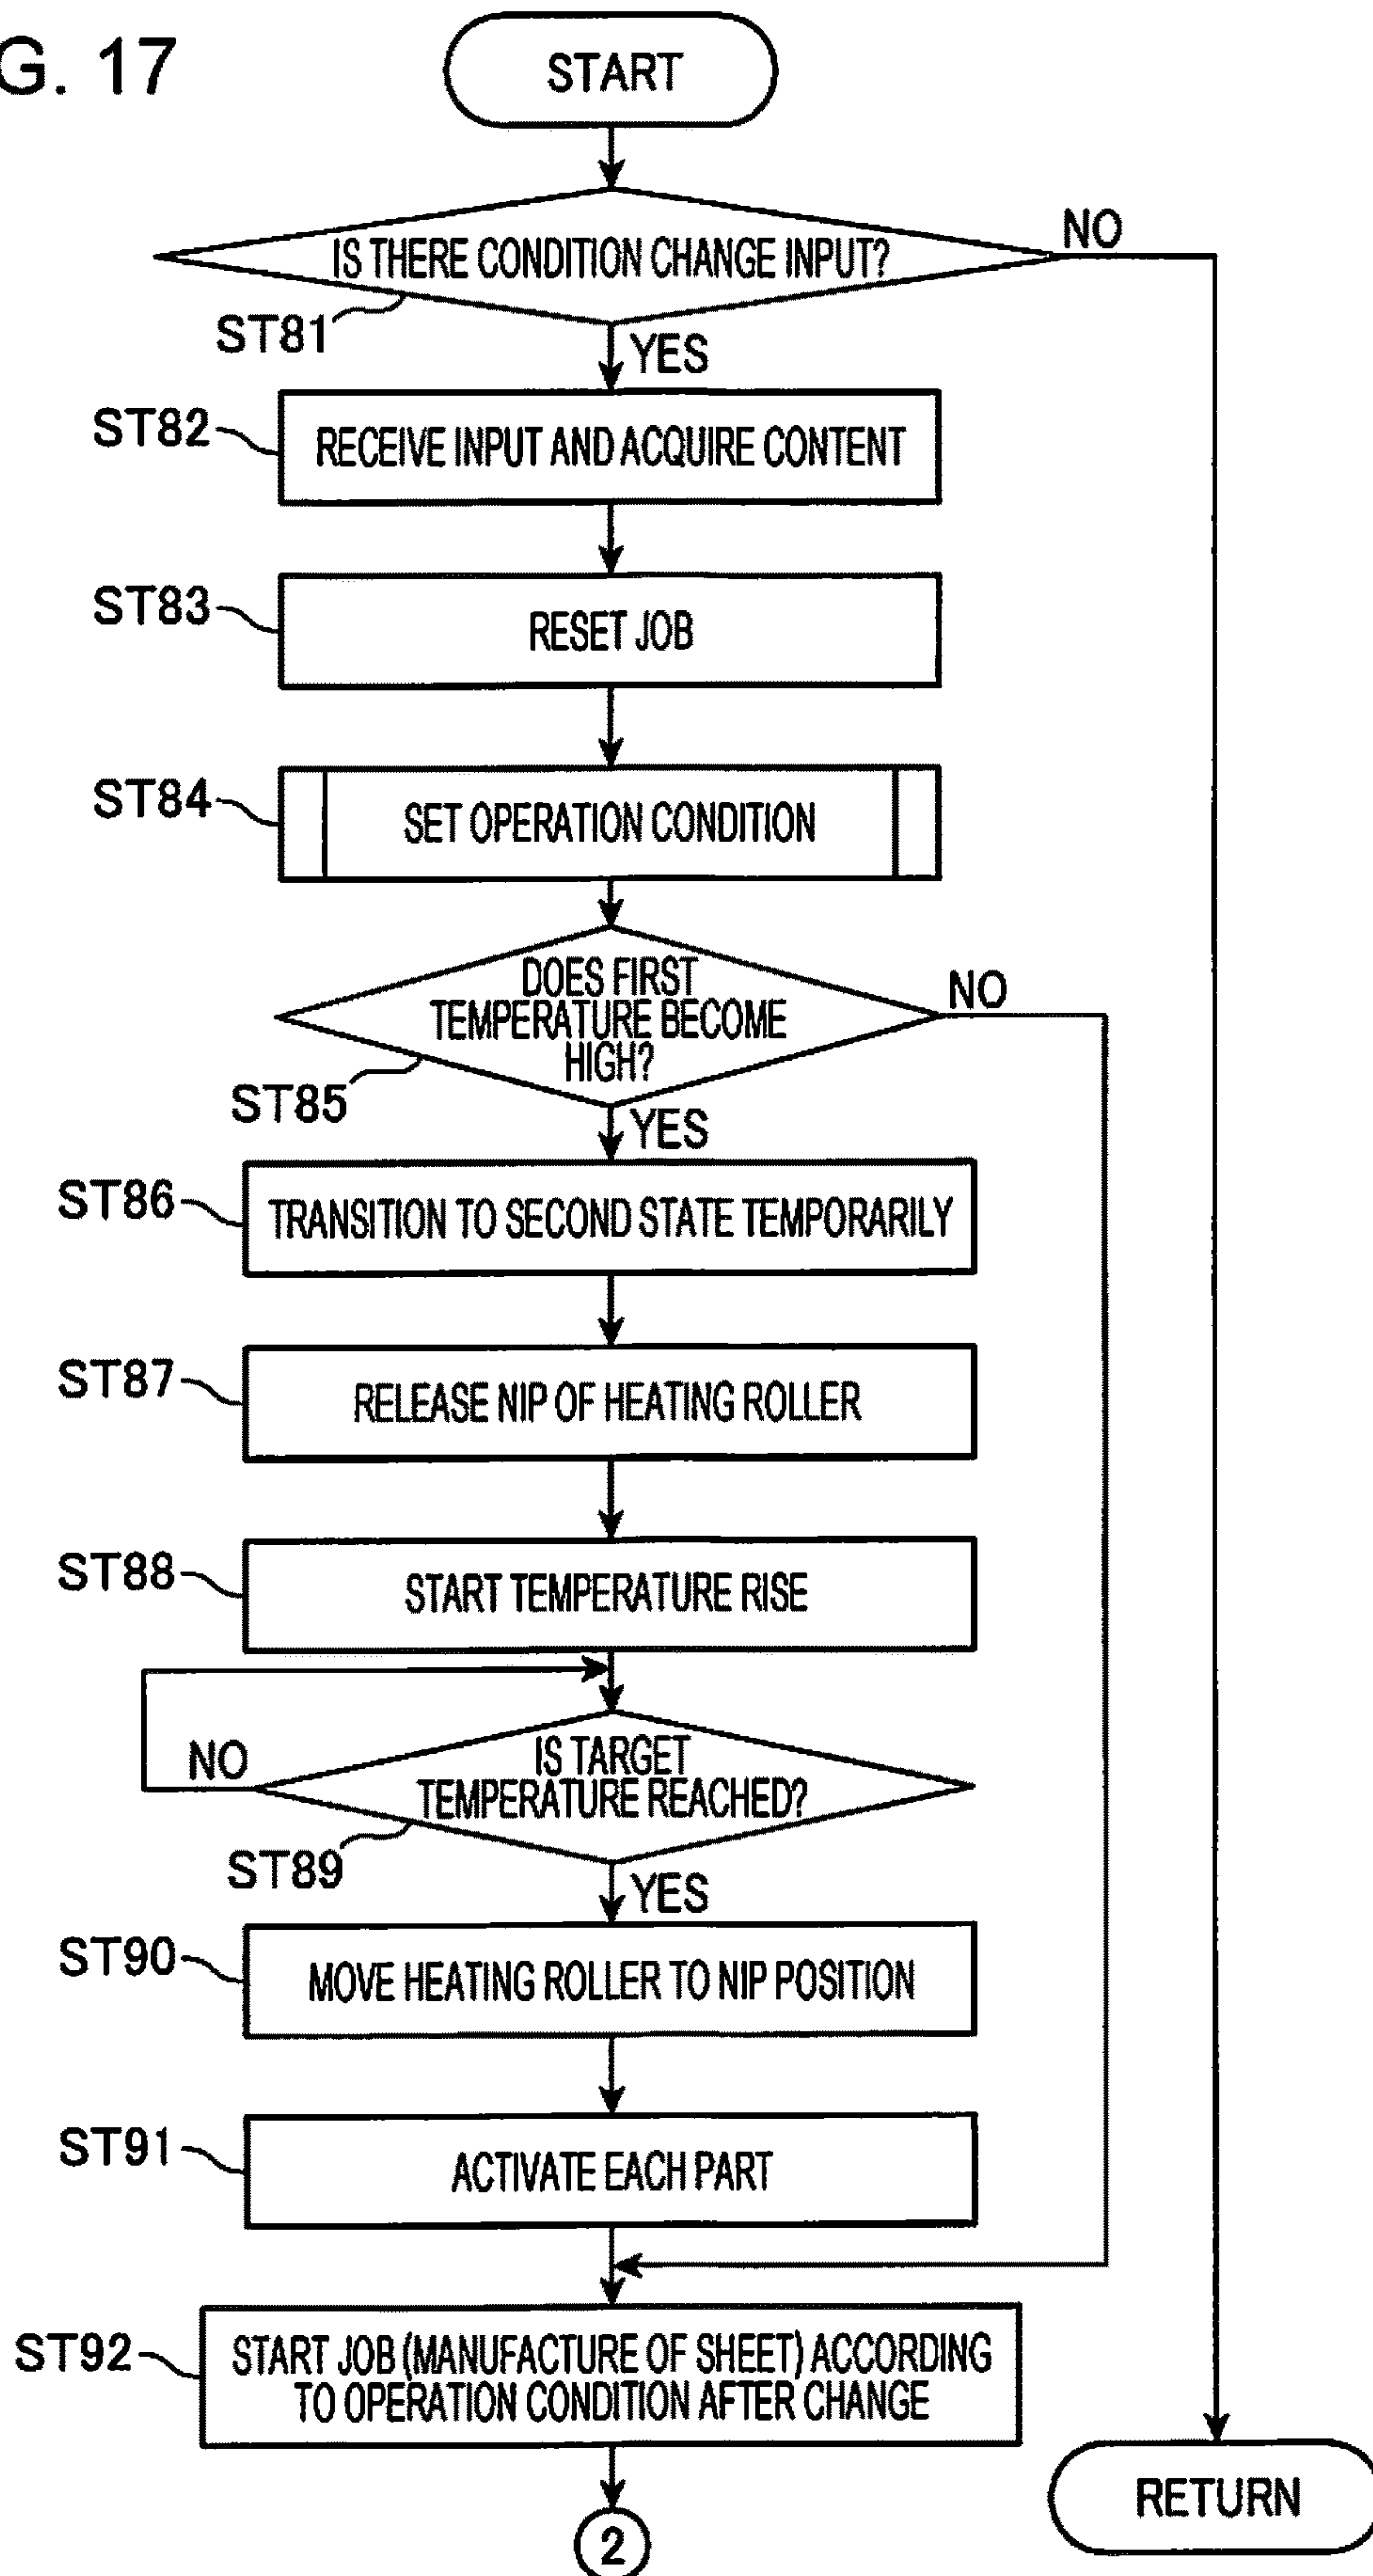 G. 17
START
IS THERE CONDITION CHANGE INPUT?
NO
ST81
YES
ST82
RECEIVE INPUT AND ACQUIRE CONTENT
ST83
RESET JOB
ST84
SET OPERATION CONDITION
DOES FIRST
TEMPERATURE BECOME
HIGH?
NO
ST85
YES
ST86
TRANSITION TO SECOND STATE TEMPORARILY
ST87
RELEASE NIP OF HEATING ROLLER
ST88
START TEMPERATURE RISE
IS TARGET
TEMPERATURE REACHED?
NO
ST89
YES
ST90
MOVE HEATING ROLLER TO NIP POSITION
ST91
ACTIVATE EACH PART
ST92
START JOB (MANUFACTURE OF SHEET) ACCORDING
TO OPERATION CONDITION AFTER CHANGE
RETURN
2